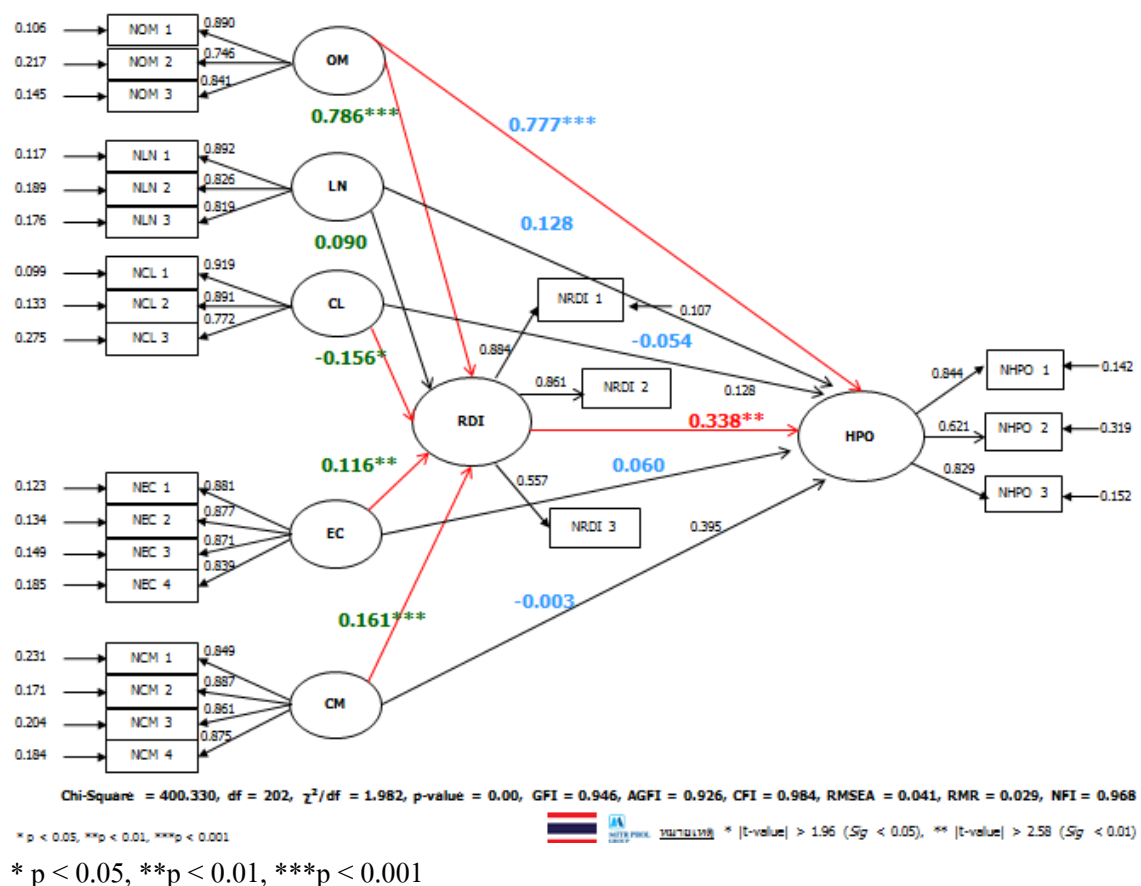 0.106
NOM 1
0.890
0.217
NOM 2
0.746
0.145
NOM 3
0.841
OM
0.786***
0.777***
0.117
NLN 1
0.892
0.189
NLN 2
0.826
0.176
NLN 3
0.819
LN
0.128
0.090
0.099
NCL 1
0.919
0.133
NCL 2
0.891
0.275
NCL 3
0.772
CL
-0.156*
-0.054
NRDI 1
0.107
0.884
0.861
NRDI 2
0.128
RDI
0.338**
0.557
NRDI 3
HPO
0.844
NHPO 1
0.142
0.621
NHPO 2
0.319
0.829
NHPO 3
0.152
0.116**
0.060
0.123
NEC 1
0.881
0.134
NEC 2
0.877
0.149
NEC 3
0.871
0.185
NEC 4
0.839
EC
0.395
-0.003
0.161***
0.231
NCM 1
0.849
0.171
NCM 2
0.887
0.204
NCM 3
0.861
0.184
NCM 4
0.875
CM
Chi-Square = 400.330, df = 202, χ²/df = 1.982, p-value = 0.00, GFI = 0.946, AGFI = 0.926, CFI = 0.984, RMSEA = 0.041, RMR = 0.029, NFI = 0.968
* p < 0.05, **p < 0.01, ***p < 0.001
MITR PHOL
GROUP
หมายเหตุ * |t-value| > 1.96 (Sig < 0.05), ** |t-value| > 2.58 (Sig < 0.01)
* p < 0.05, **p < 0.01, ***p < 0.001